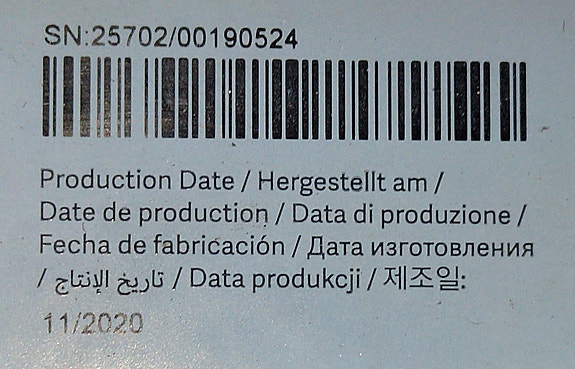 SN:25702/00190524
Production Date / Hergestellt am /
Date de production / Data di produzione /
Fecha de fabricación / Дата изготовления
/ تاريخ الإنتاج / Data produkcji / 제조일:
11/2020